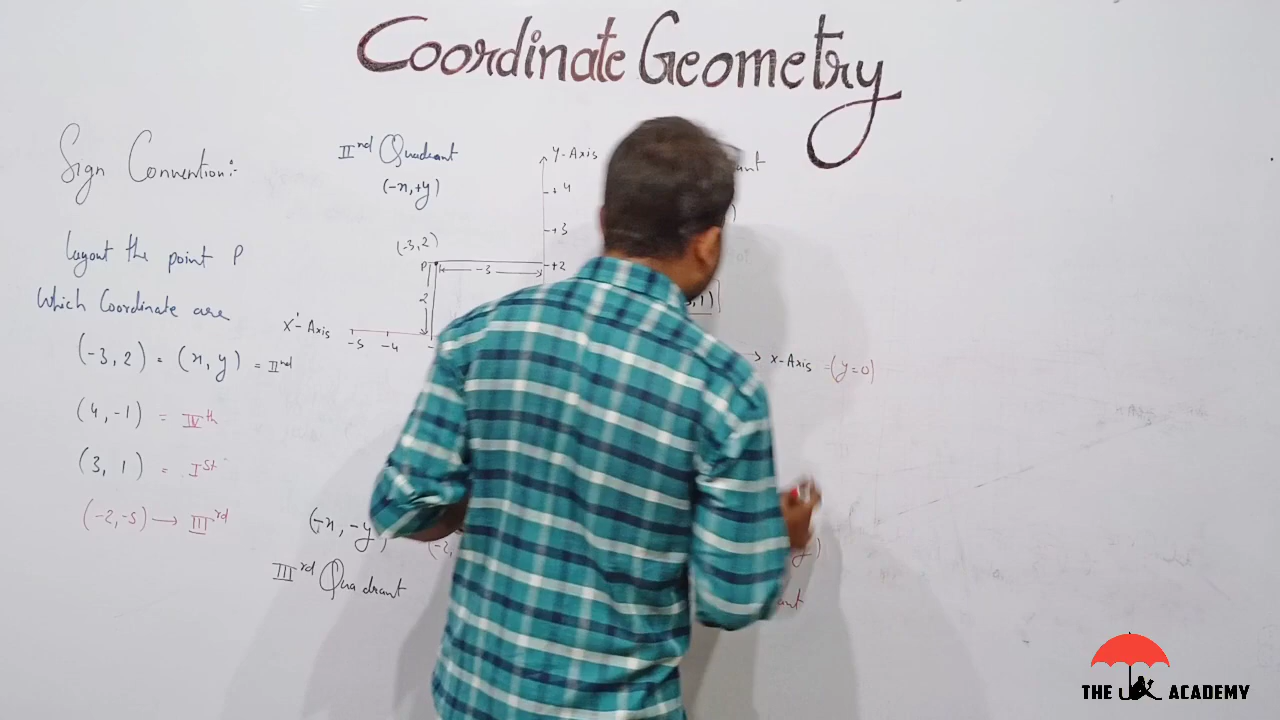 Coordinate Geometry
Sign Convention:-
Layout the point P
Which Coordinate are
(-3, 2) = (x, y) = IInd
(4, -1) = IVth
(3, 1) = Ist
(-2, -5) → IIIrd
IInd Quadrant
(-x, +y)
(-3, 2)
P
-3
2
Y-Axis
+4
+3
+2
X'-Axis
-5 -4
, 1)
X-Axis = (y=0)
(-x, -y)
(-2,
IIIrd Quadrant
THE ACADEMY